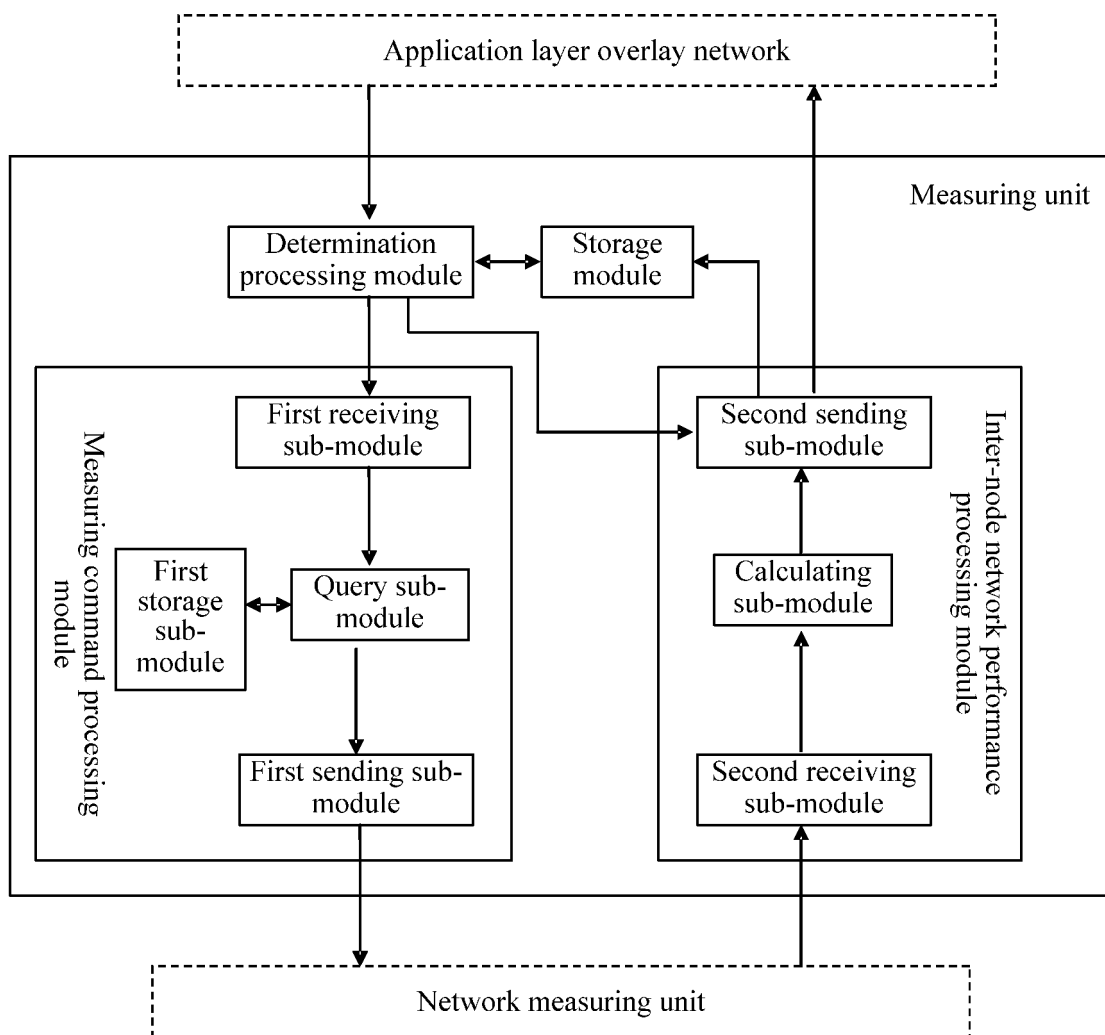 Application layer overlay network
Measuring unit
Determination
processing module
Storage
module
First receiving
sub-module
Second sending
sub-module
Measuring command processing
module
Inter-node network performance
processing module
First
storage
sub-
module
Query sub-
module
Calculating
sub-module
First sending sub-
module
Second receiving
sub-module
Network measuring unit